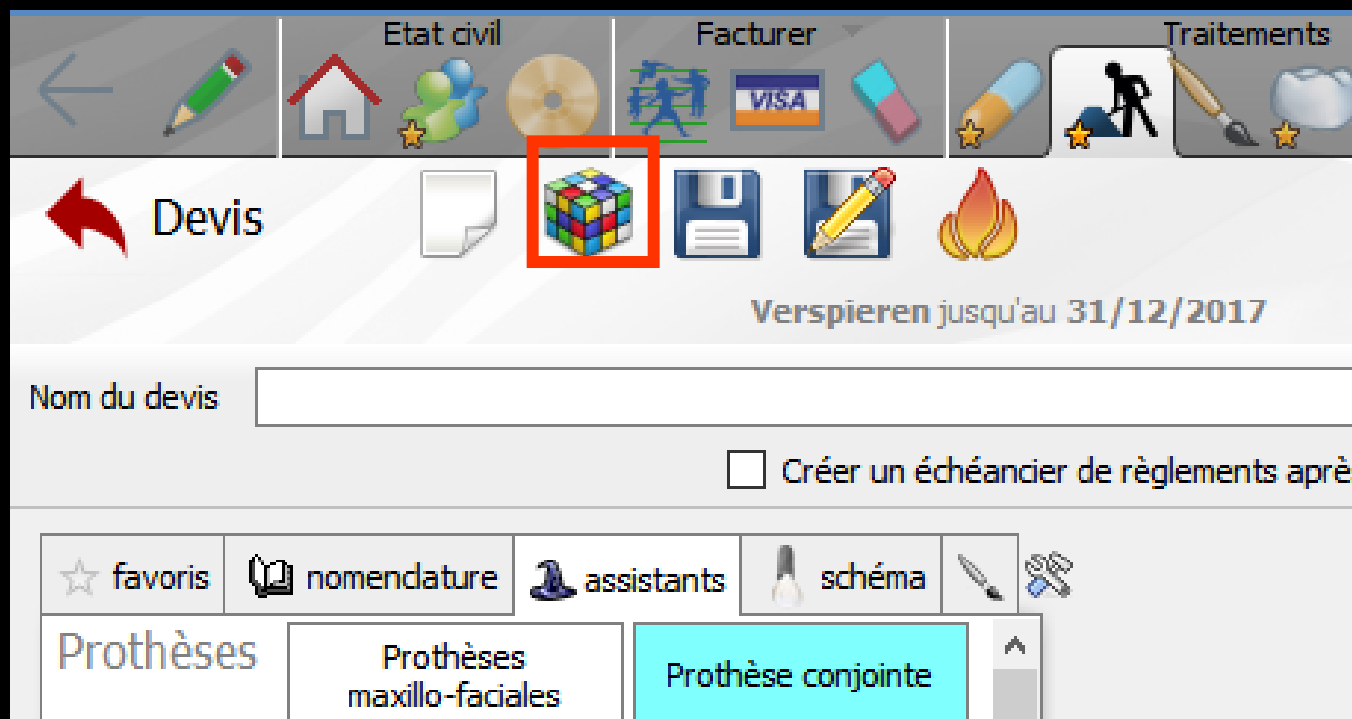 Etat civil
Facturer
Traitements
VISA
Devis
Verspieren jusqu'au 31/12/2017
Nom du devis
Créer un échéancier de règlements aprè
favoris
nomenclature
assistants
schéma
Prothèses
Prothèses
maxillo-faciales
Prothèse conjointe